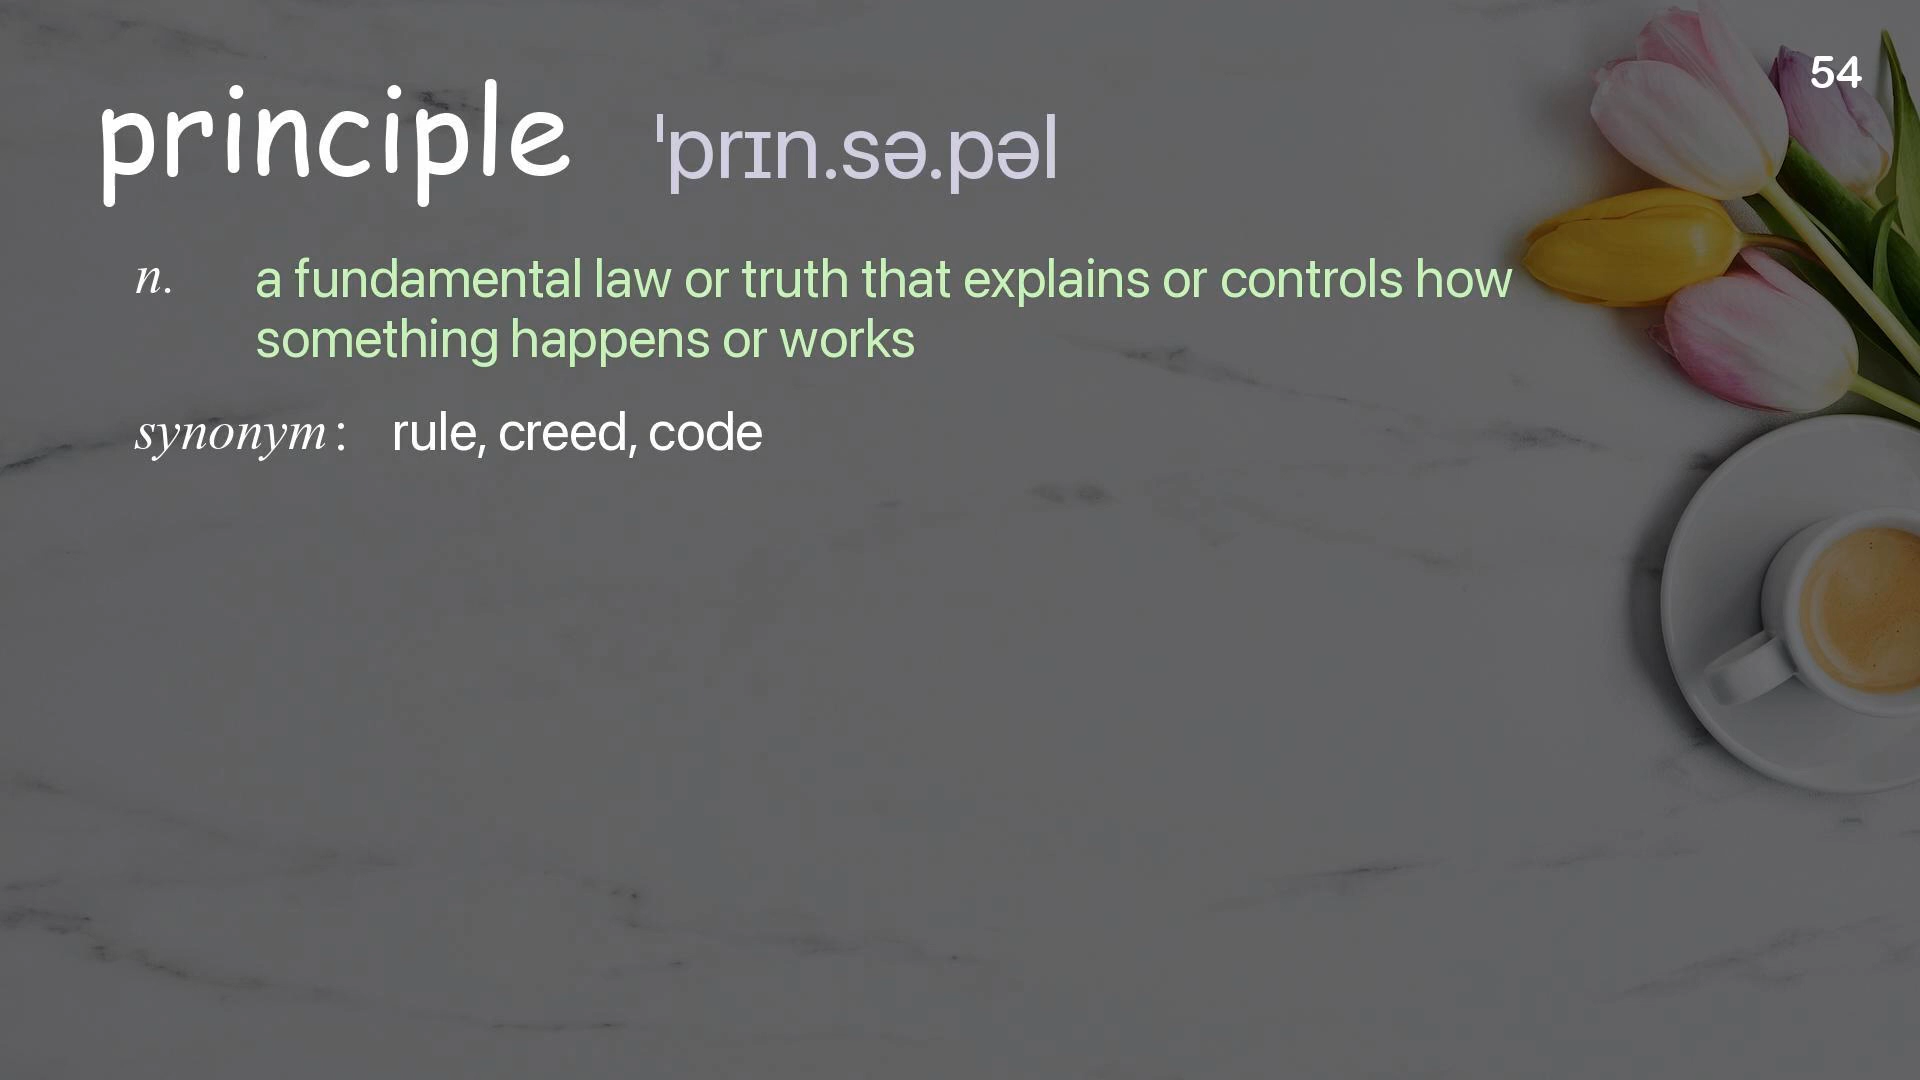 54
principle ˈprɪn.sə.pəl
n. a fundamental law or truth that explains or controls how
something happens or works
synonym: rule, creed, code